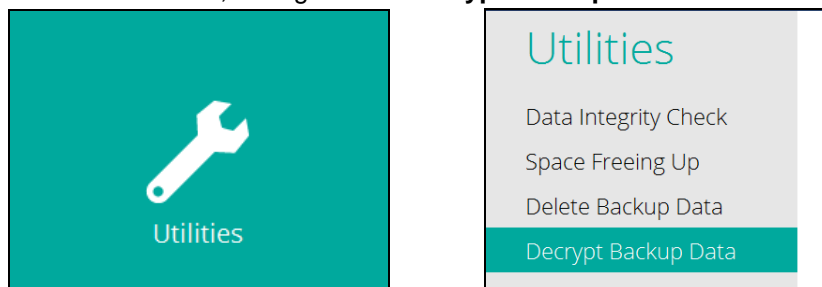 Utilities
Utilities
Data Integrity Check
Space Freeing Up
Delete Backup Data
Decrypt Backup Data